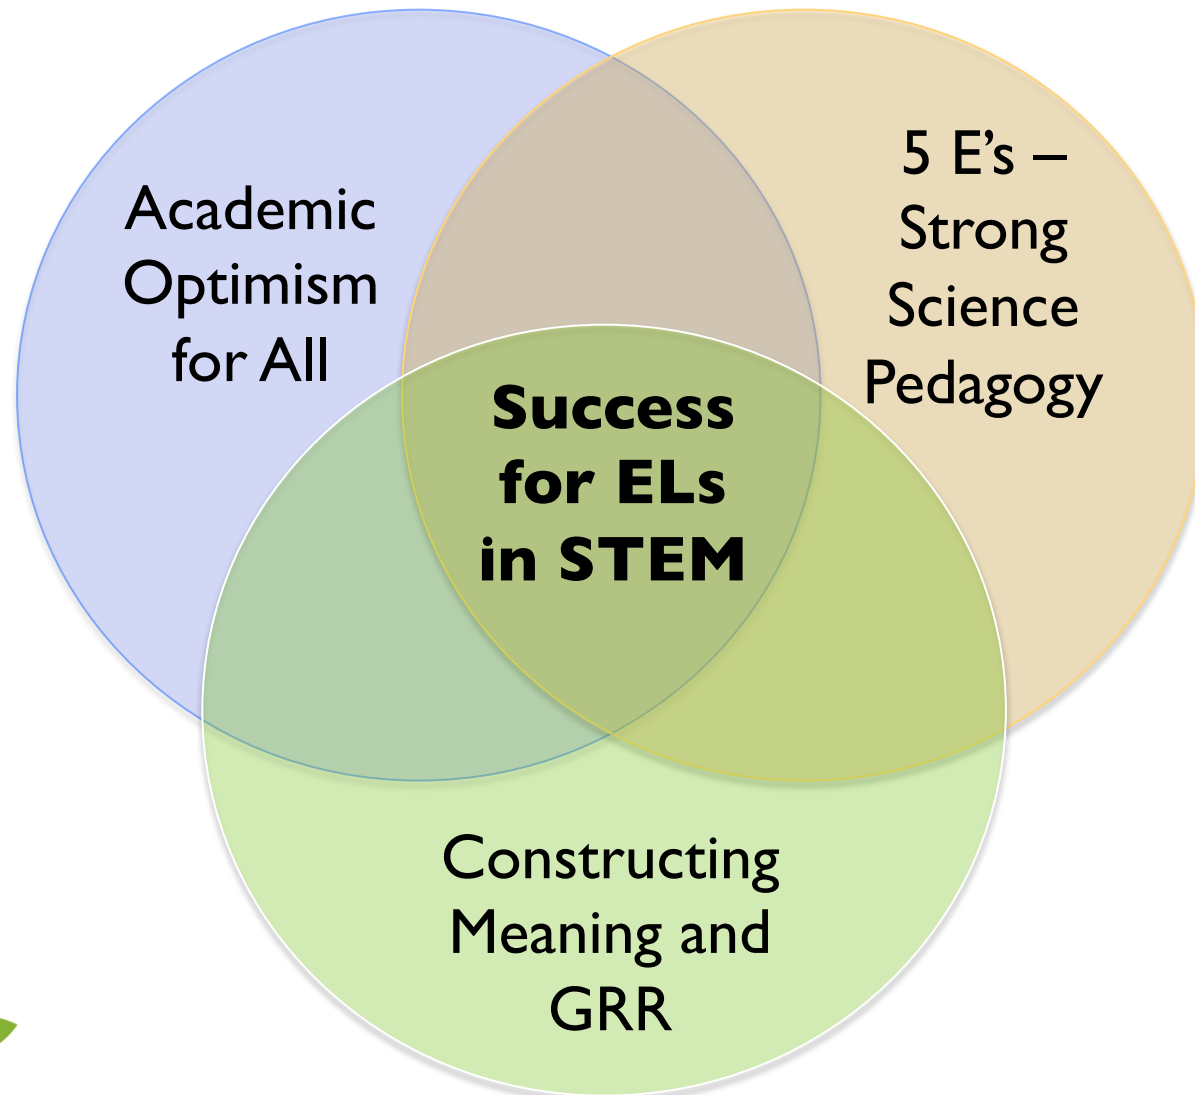 Academic
Optimism
for All
5 E’s –
Strong
Science
Pedagogy
Success
for ELs
in STEM
Constructing
Meaning and
GRR